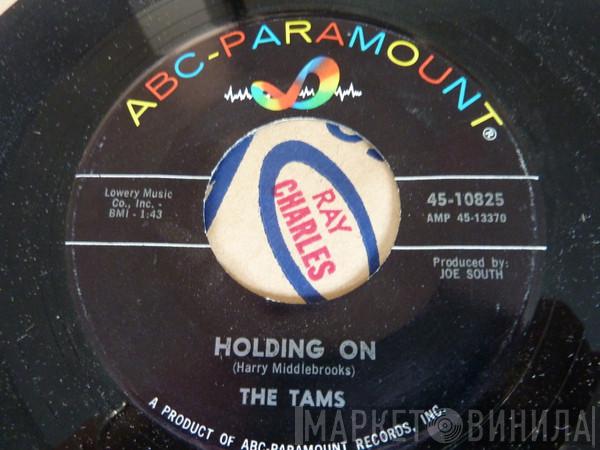 ABC-PARAMOUNT®
Lowery Music
Co., Inc. -
BMI - 1:43
45-10825
AMP 45-13370
RAY
CHARLES
Produced by:
JOE SOUTH
HOLDING ON
(Harry Middlebrooks)
THE TAMS
A PRODUCT OF ABC-PARAMOUNT RECORDS, INC.
МАРКЕТ ВИНИЛА